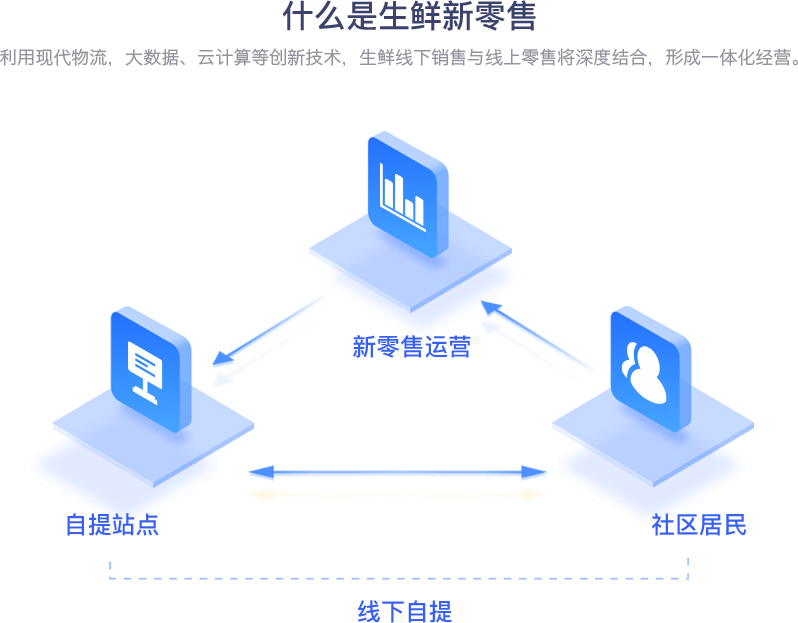 什么是生鲜新零售
利用现代物流，大数据、云计算等创新技术，生鲜线下销售与线上零售将深度结合，形成一体化经营。
新零售运营
自提站点
社区居民
线下自提